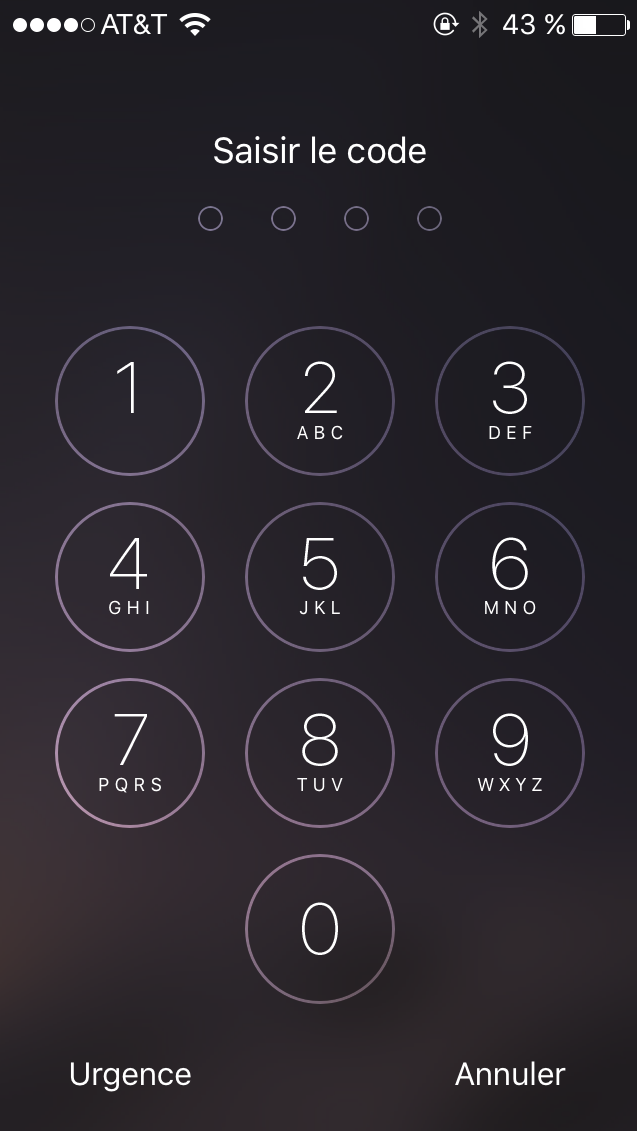 AT&T 43 %
Saisir le code
1 2 3
ABC DEF
4 5 6
GHI JKL MNO
7 8 9
PQRS TUV WXYZ
0
Urgence Annuler